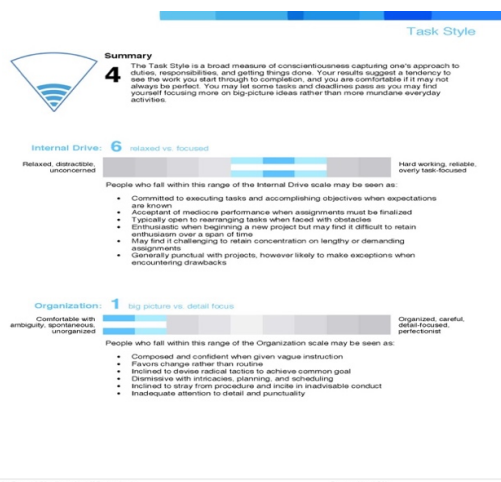 Task Style
Summary
4
The Task Style is a broad measure of conscientiousness capturing one's approach to
duties, responsibilities, and getting things done. Your results suggest a tendency to
see the work you start through to completion, and you are comfortable if it may not
always be perfect. You may let some tasks and deadlines pass as you may find
yourself focusing more on big-picture ideas rather than more mundane everyday
activities.
Internal Drive: 6 relaxed vs. focused
Relaxed, distractible,
unconcerned
Hard working, reliable,
overly task-focused
People who fall within this range of the Internal Drive scale may be seen as:
• Committed to executing tasks and accomplishing objectives when expectations
are known
• Acceptant of mediocre performance when assignments must be finalized
• Typically open to rearranging tasks when faced with obstacles
• Enthusiastic when beginning a new project but may find it difficult to retain
enthusiasm over a span of time
• May find it challenging to retain concentration on lengthy or demanding
assignments
• Generally punctual with projects, however likely to make exceptions when
encountering drawbacks
Organization: 1 big picture vs. detail focus
Comfortable with
ambiguity, spontaneous,
unorganized
Organized, careful,
detail-focused,
perfectionist
People who fall within this range of the Organization scale may be seen as:
• Composed and confident when given vague instruction
• Favors change rather than routine
• Inclined to devise radical tactics to achieve common goal
• Dismissive with intricacies, planning, and scheduling
• Inclined to stray from procedure and incite in inadvisable conduct
• Inadequate attention to detail and punctuality